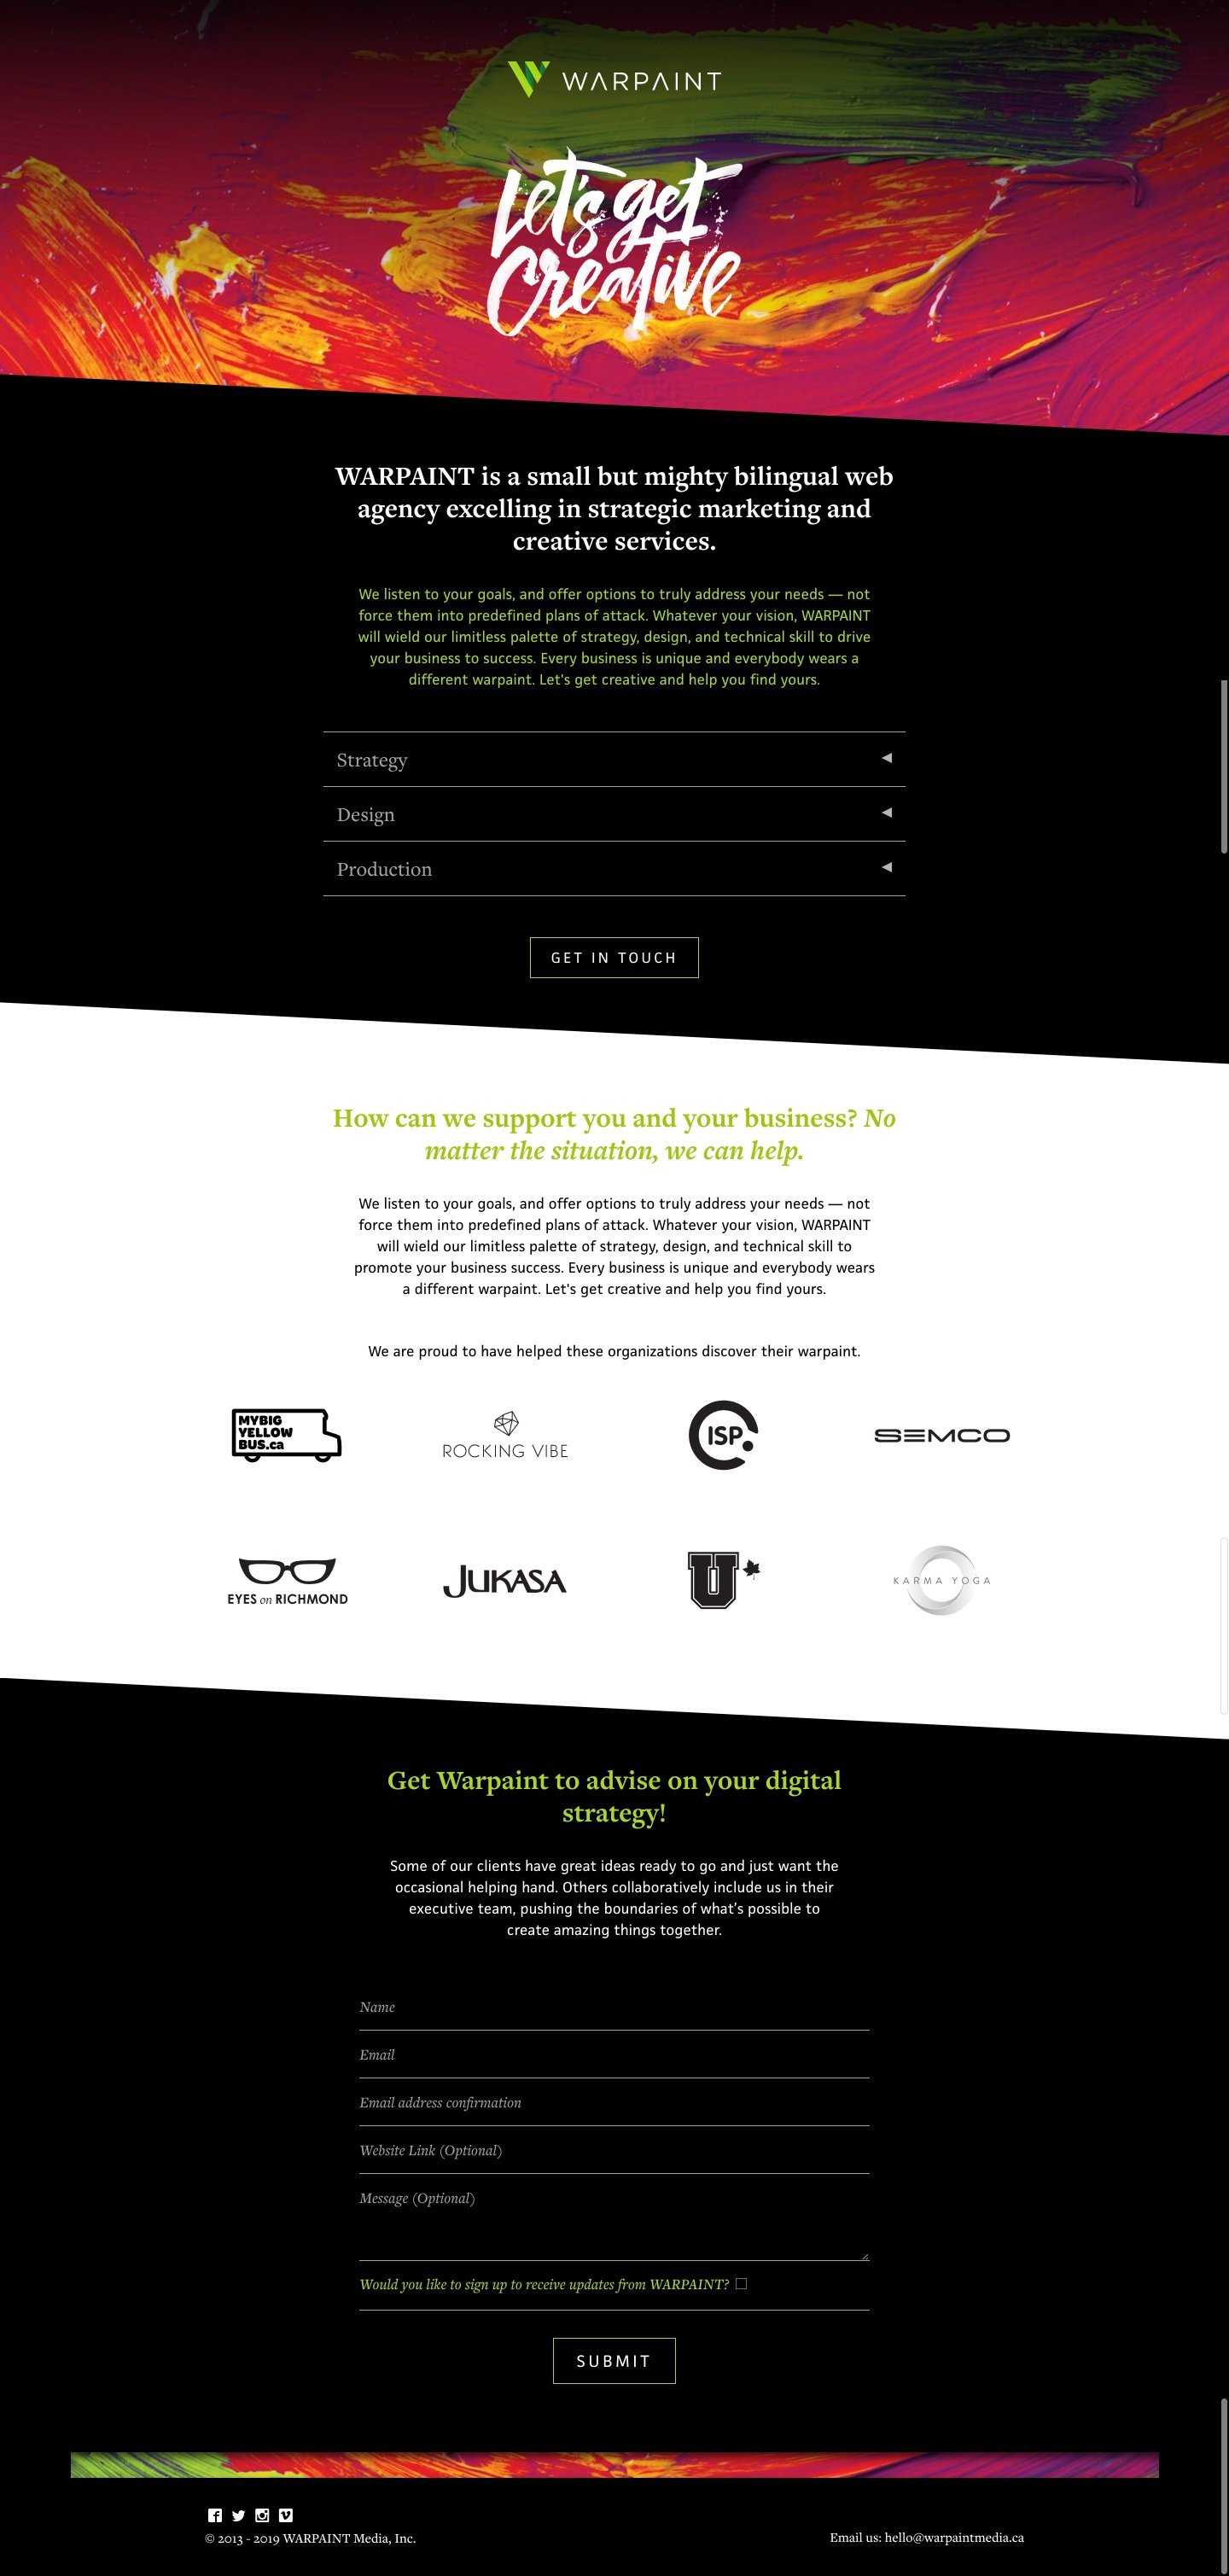 WARPAINT
Let's get
Creative
WARPAINT is a small but mighty bilingual web
agency excelling in strategic marketing and
creative services.
We listen to your goals, and offer options to truly address your needs — not
force them into predefined plans of attack. Whatever your vision, WARPAINT
will wield our limitless palette of strategy, design, and technical skill to drive
your business to success. Every business is unique and everybody wears a
different warpaint. Let's get creative and help you find yours.
Strategy
Design
Production
GET IN TOUCH
How can we support you and your business? No
matter the situation, we can help.
We listen to your goals, and offer options to truly address your needs — not
force them into predefined plans of attack. Whatever your vision, WARPAINT
will wield our limitless palette of strategy, design, and technical skill to
promote your business success. Every business is unique and everybody wears
a different warpaint. Let's get creative and help you find yours.
We are proud to have helped these organizations discover their warpaint.
MYBIG
YELLOW
BUS.ca
ROCKING VIBE
ISP
SEMCO
EYES on RICHMOND
JUKASA
U
KARMA YOGA
Get Warpaint to advise on your digital
strategy!
Some of our clients have great ideas ready to go and just want the
occasional helping hand. Others collaboratively include us in their
executive team, pushing the boundaries of what's possible to
create amazing things together.
Name
Email
Email address confirmation
Website Link (Optional)
Message (Optional)
Would you like to sign up to receive updates from WARPAINT?
SUBMIT
© 2013 - 2019 WARPAINT Media, Inc.
Email us: hello@warpaintmedia.ca